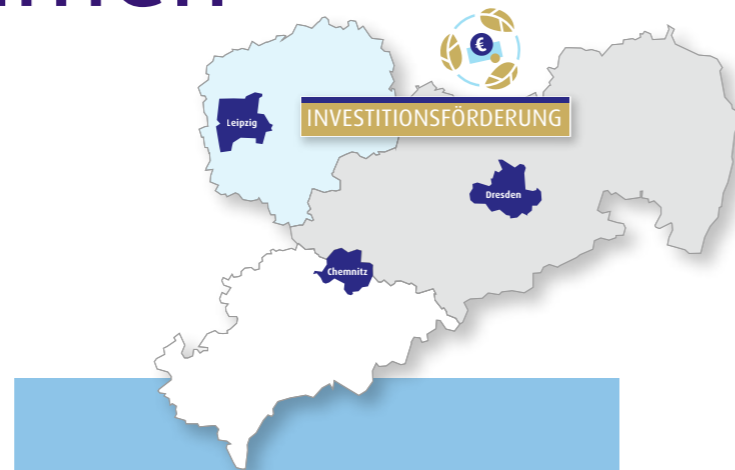 INVESTITIONSFÖRDERUNG
€
Leipzig
Dresden
Chemnitz